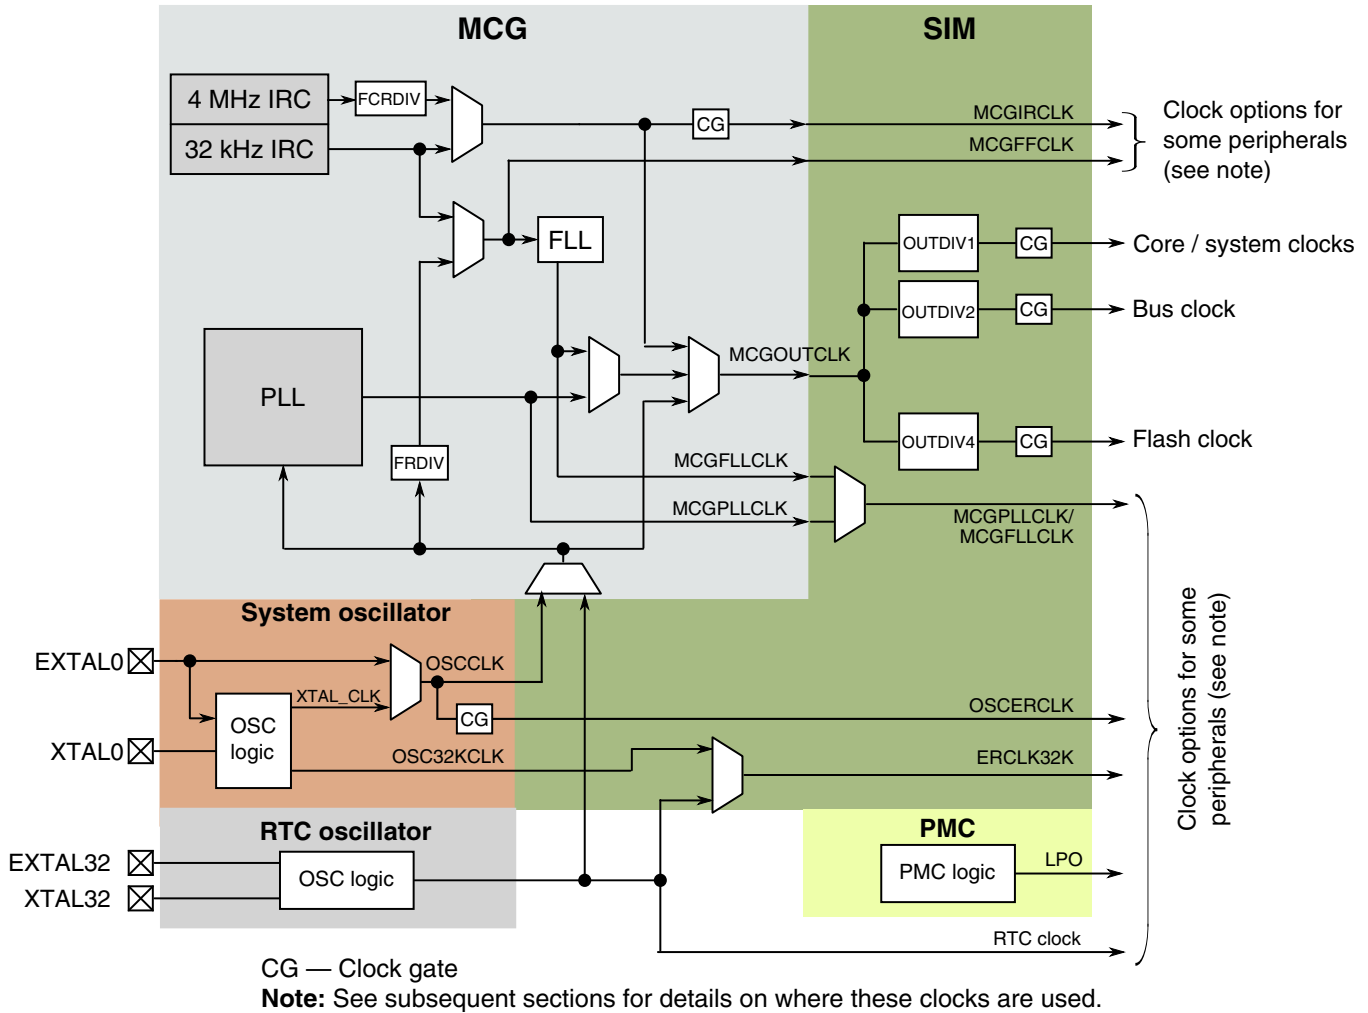 MCG
SIM
4 MHz IRC
FCRDIV
32 kHz IRC
CG
MCGIRCLK
MCGFFCLK
Clock options for
some peripherals
(see note)
FLL
OUTDIV1
CG
Core / system clocks
OUTDIV2
CG
Bus clock
PLL
MCGOUTCLK
OUTDIV4
CG
Flash clock
FRDIV
MCGFLLCLK
MCGPLLCLK
MCGPLLCLK/
MCGFLLCLK
System oscillator
EXTAL0
OSCCLK
XTAL_CLK
OSC
logic
CG
OSCERCLK
XTAL0
OSC32KCLK
ERCLK32K
Clock options for some
peripherals (see note)
RTC oscillator
PMC
EXTAL32
XTAL32
OSC logic
PMC logic
LPO
RTC clock
CG — Clock gate
Note: See subsequent sections for details on where these clocks are used.